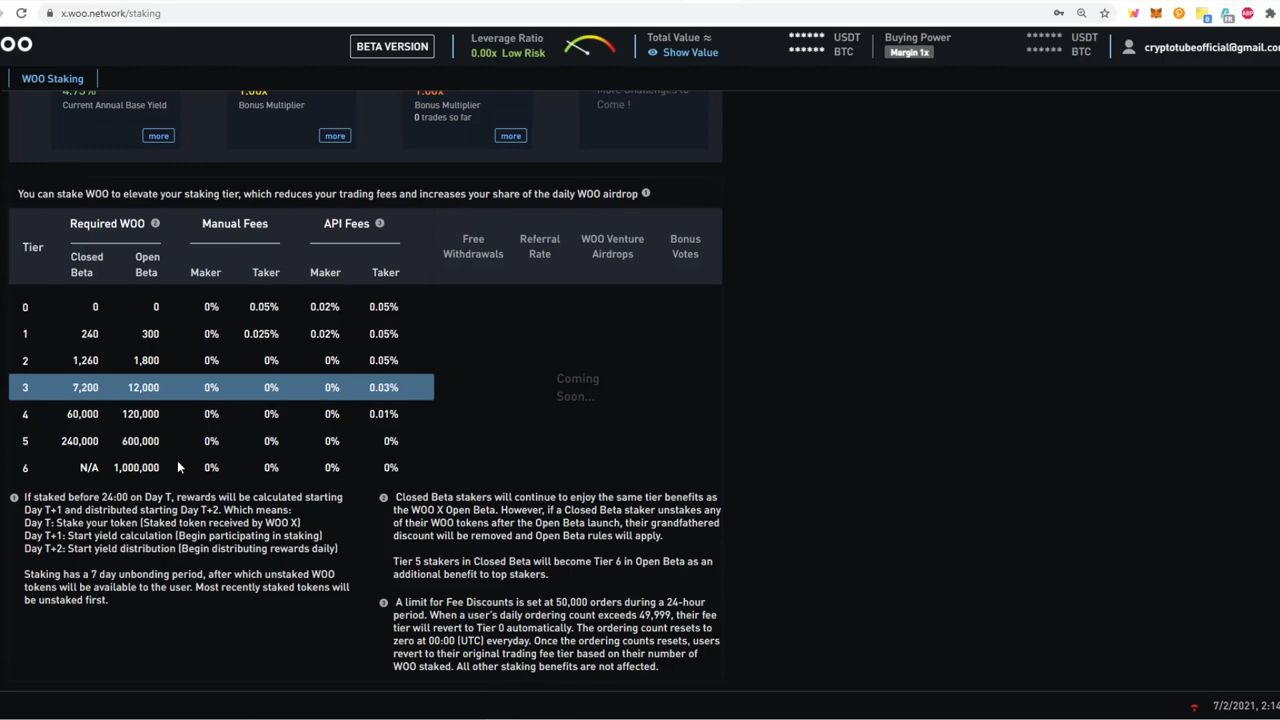 x.woo.network/staking
OO
BETA VERSION
Leverage Ratio
0.00x Low Risk
Total Value ≈
Show Value
****** USDT
****** BTC
Buying Power
Margin 1x
****** USDT
****** BTC
cryptotubeofficial@gmail.co
WOO Staking
Current Annual Base Yield
Bonus Multiplier
Bonus Multiplier
0 trades so far
Come !
more
more
more
You can stake WOO to elevate your staking tier, which reduces your trading fees and increases your share of the daily WOO airdrop
Tier
Required WOO 2
Closed Beta
Open Beta
Manual Fees
Maker
Taker
API Fees 3
Maker
Taker
Free Withdrawals
Referral Rate
WOO Venture Airdrops
Bonus Votes
0 0 0 0% 0.05% 0.02% 0.05%
1 240 300 0% 0.025% 0.02% 0.05%
2 1,260 1,800 0% 0% 0% 0.05%
3 7,200 12,000 0% 0% 0% 0.03%
4 60,000 120,000 0% 0% 0% 0.01%
5 240,000 600,000 0% 0% 0% 0%
6 N/A 1,000,000 0% 0% 0% 0%
Coming
Soon...
1 If staked before 24:00 on Day T, rewards will be calculated starting
Day T+1 and distributed starting Day T+2. Which means:
Day T: Stake your token (Staked token received by WOO X)
Day T+1: Start yield calculation (Begin participating in staking)
Day T+2: Start yield distribution (Begin distributing rewards daily)
Staking has a 7 day unbonding period, after which unstaked WOO
tokens will be available to the user. Most recently staked tokens will
be unstaked first.
2 Closed Beta stakers will continue to enjoy the same tier benefits as
the WOO X Open Beta. However, if a Closed Beta staker unstakes any
of their WOO tokens after the Open Beta launch, their grandfathered
discount will be removed and Open Beta rules will apply.
Tier 5 stakers in Closed Beta will become Tier 6 in Open Beta as an
additional benefit to top stakers.
3 A limit for Fee Discounts is set at 50,000 orders during a 24-hour
period. When a user's daily ordering count exceeds 49,999, their fee
tier will revert to Tier 0 automatically. The ordering count resets to
zero at 00:00 (UTC) everyday. Once the ordering counts resets, users
revert to their original trading fee tier based on their number of
WOO staked. All other staking benefits are not affected.
7/2/2021, 2:14